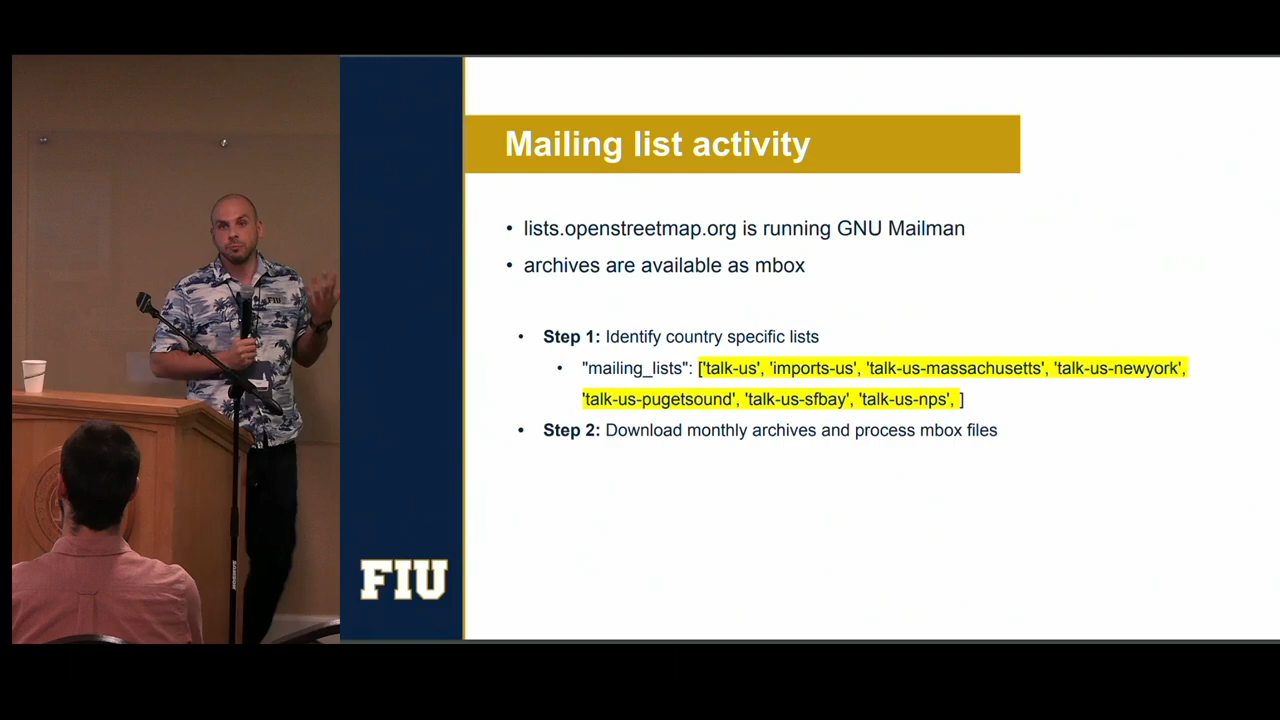 Mailing list activity
• lists.openstreetmap.org is running GNU Mailman
• archives are available as mbox
• Step 1: Identify country specific lists
• "mailing_lists": ['talk-us', 'imports-us', 'talk-us-massachusetts', 'talk-us-newyork',
'talk-us-pugetsound', 'talk-us-sfbay', 'talk-us-nps', ]
• Step 2: Download monthly archives and process mbox files
FIU
FIU
SAMSON